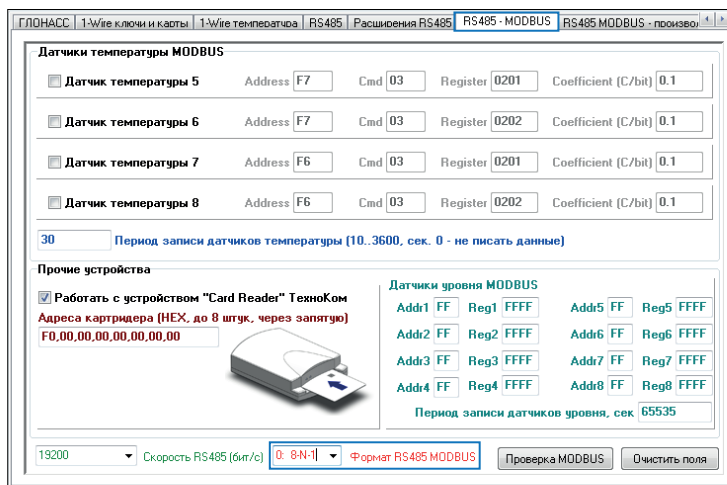 ГЛОНАСС 1-Wire ключи и карты 1-Wire температура RS485 Расширения RS485 RS485 - MODBUS RS485 MODBUS - произво
Датчики температуры MODBUS
Датчик температуры 5 Address F7 Cmd 03 Register 0201 Coefficient (C/bit) 0.1
Датчик температуры 6 Address F7 Cmd 03 Register 0202 Coefficient (C/bit) 0.1
Датчик температуры 7 Address F6 Cmd 03 Register 0201 Coefficient (C/bit) 0.1
Датчик температуры 8 Address F6 Cmd 03 Register 0202 Coefficient (C/bit) 0.1
30 Период записи датчиков температуры (10..3600, сек. 0 - не писать данные)
Прочие устройства
Работать с устройством "Card Reader" ТехноКом
Адреса картридера (HEX, до 8 штук, через запятую)
F0,00,00,00,00,00,00,00
Датчики уровня MODBUS
Addr1 FF Reg1 FFFF Addr5 FF Reg5 FFFF
Addr2 FF Reg2 FFFF Addr6 FF Reg6 FFFF
Addr3 FF Reg3 FFFF Addr7 FF Reg7 FFFF
Addr4 FF Reg4 FFFF Addr8 FF Reg8 FFFF
Период записи датчиков уровня, сек 65535
19200 Скорость RS485 (бит/с) 0: 8-N-1 Формат RS485 MODBUS Проверка MODBUS Очистить поля